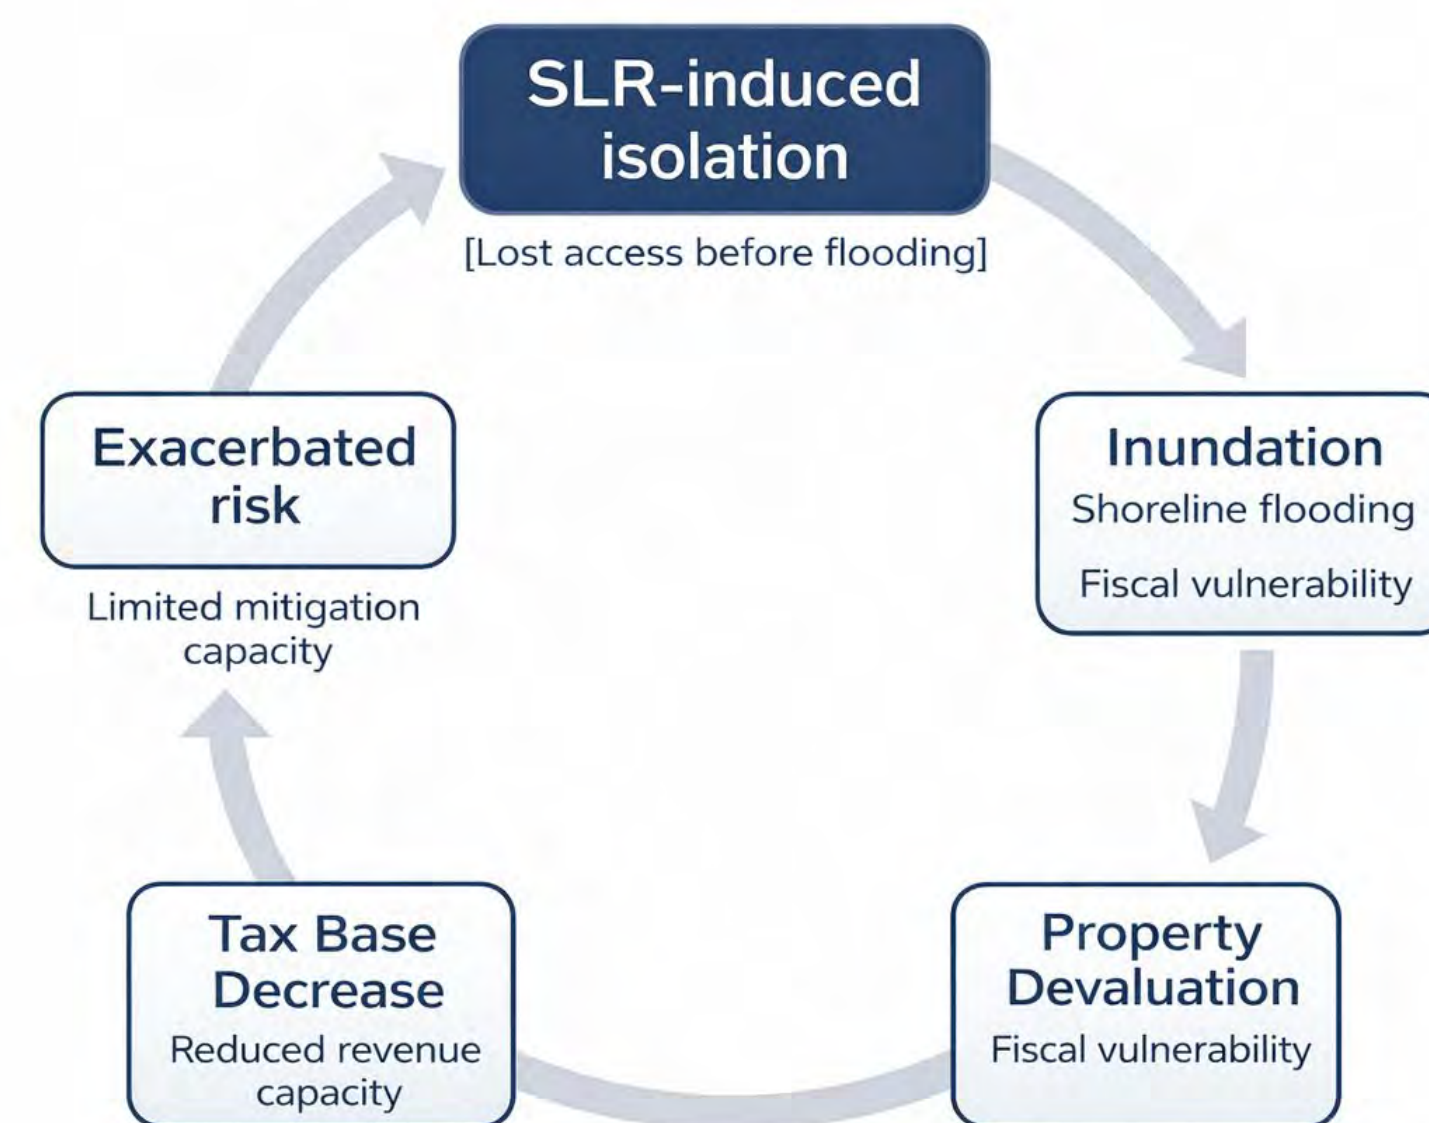 SLR-induced
isolation
[Lost access before flooding]
Inundation
Shoreline flooding
Fiscal vulnerability
Property
Devaluation
Fiscal vulnerability
Tax Base
Decrease
Reduced revenue
capacity
Exacerbated
risk
Limited mitigation
capacity